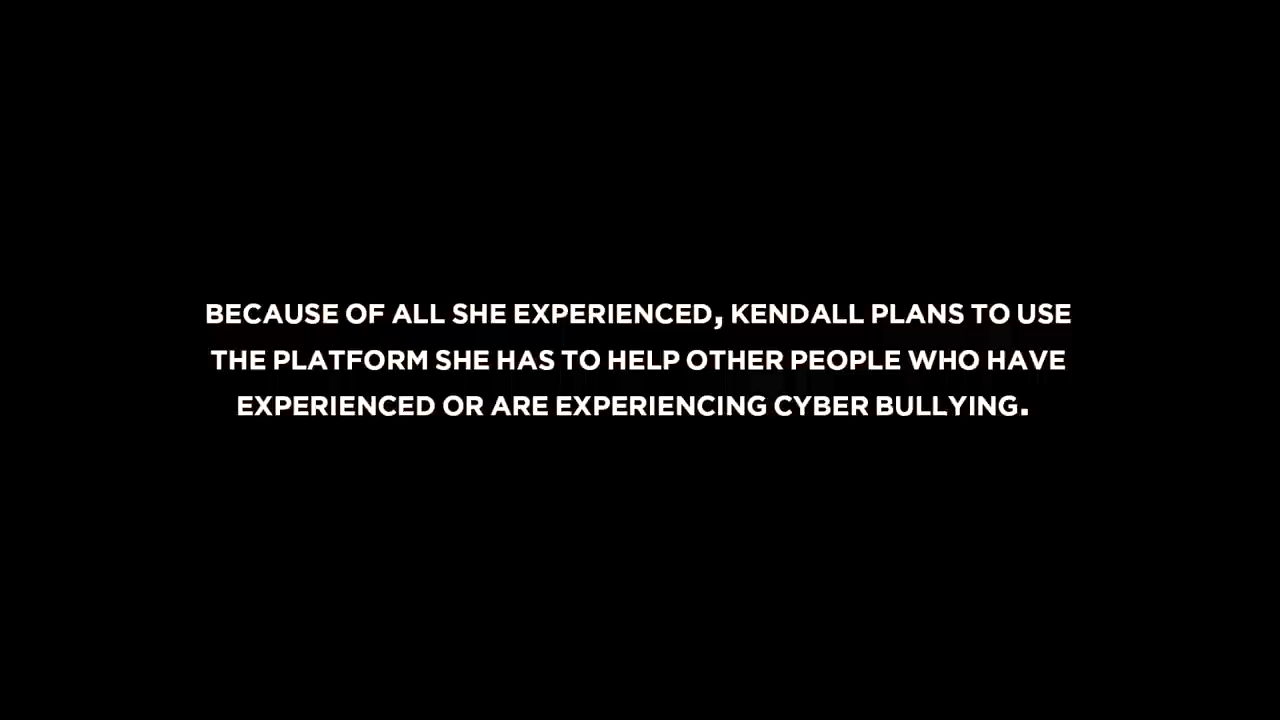 BECAUSE OF ALL SHE EXPERIENCED, KENDALL PLANS TO USE
THE PLATFORM SHE HAS TO HELP OTHER PEOPLE WHO HAVE
EXPERIENCED OR ARE EXPERIENCING CYBER BULLYING.